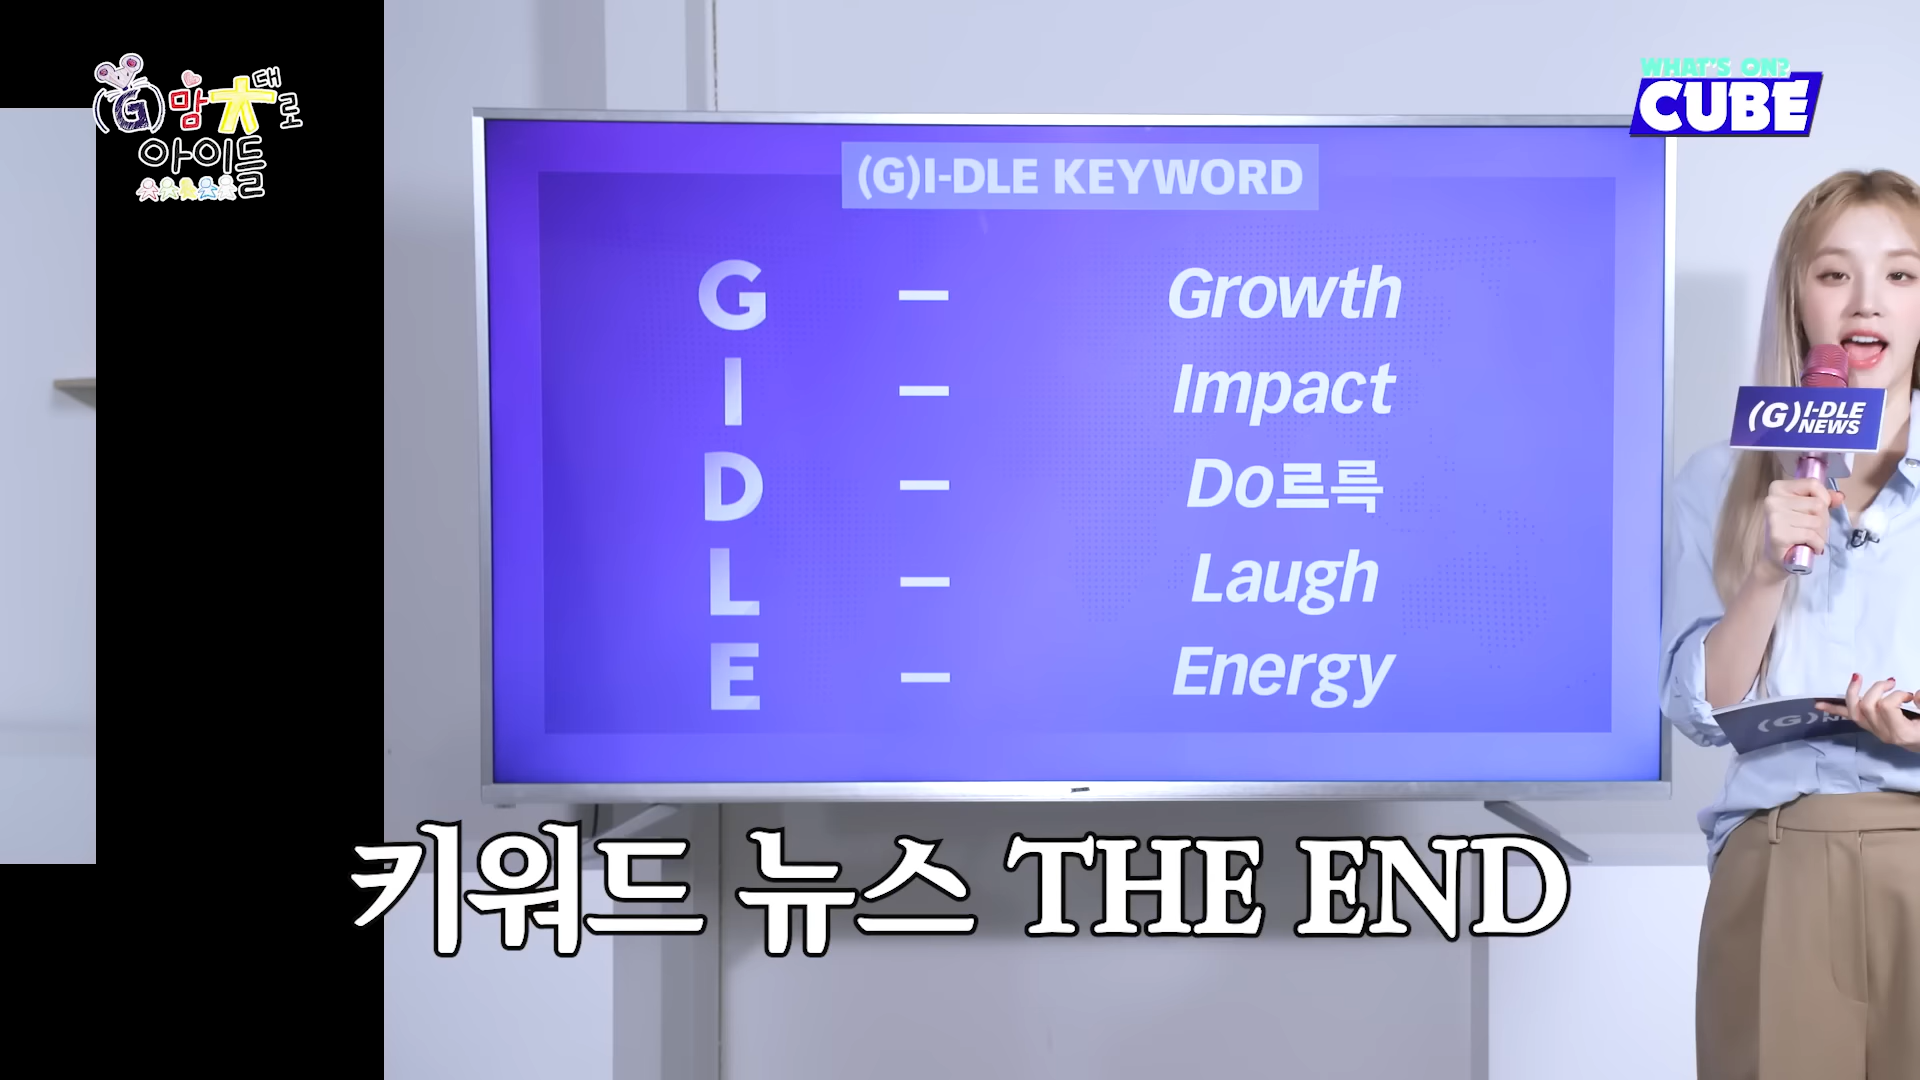 (G)맘大대로
아이들
WHAT'S ON?
CUBE
(G)I-DLE KEYWORD
G – Growth
I – Impact
D – Do르륵
L – Laugh
E – Energy
(G)I-DLE
NEWS
키워드 뉴스 THE END